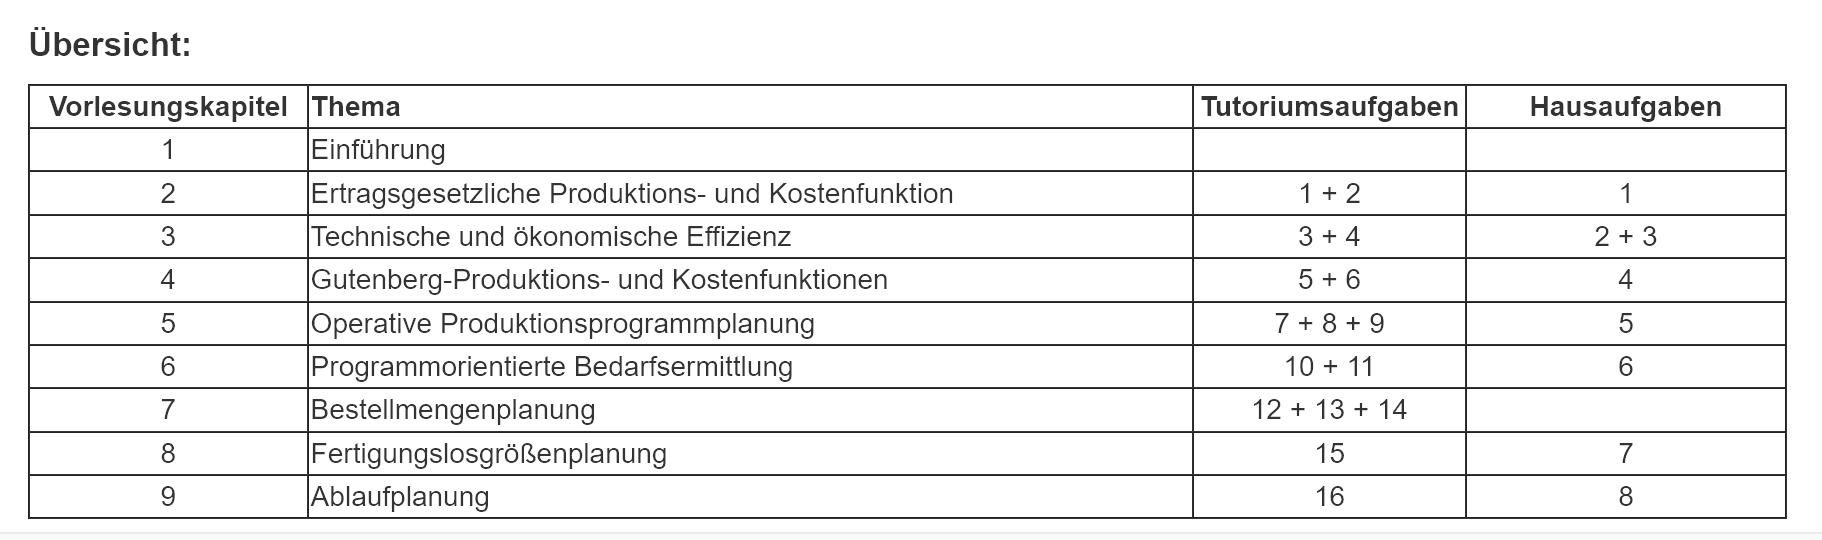 Übersicht:
Vorlesungskapitel Thema Tutoriumsaufgaben Hausaufgaben
1 Einführung
2 Ertragsgesetzliche Produktions- und Kostenfunktion 1 + 2 1
3 Technische und ökonomische Effizienz 3 + 4 2 + 3
4 Gutenberg-Produktions- und Kostenfunktionen 5 + 6 4
5 Operative Produktionsprogrammplanung 7 + 8 + 9 5
6 Programmorientierte Bedarfsermittlung 10 + 11 6
7 Bestellmengenplanung 12 + 13 + 14
8 Fertigungslosgrößenplanung 15 7
9 Ablaufplanung 16 8